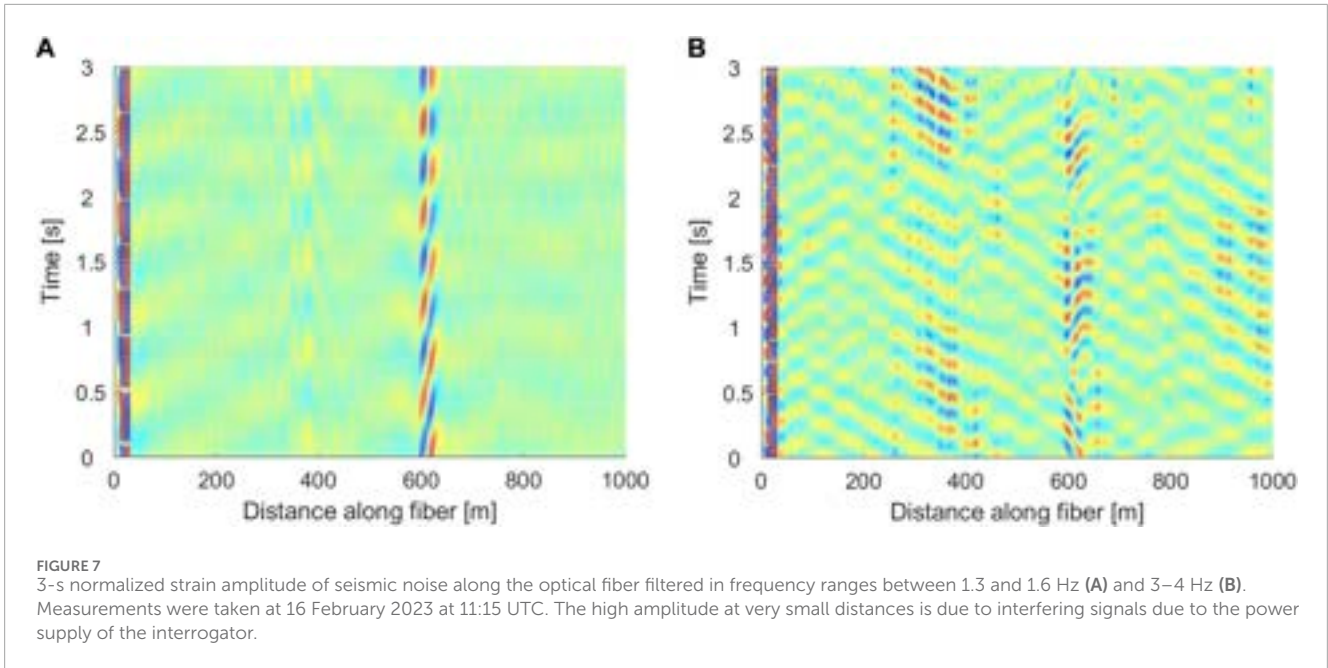 A
B
3
2.5
2
1.5
1
0.5
0
Time [s]
0 200 400 600 800 1000
Distance along fiber [m]
3
2.5
2
1.5
1
0.5
0
Time [s]
0 200 400 600 800 1000
Distance along fiber [m]
FIGURE 7
3-s normalized strain amplitude of seismic noise along the optical fiber filtered in frequency ranges between 1.3 and 1.6 Hz (A) and 3–4 Hz (B).
Measurements were taken at 16 February 2023 at 11:15 UTC. The high amplitude at very small distances is due to interfering signals due to the power
supply of the interrogator.